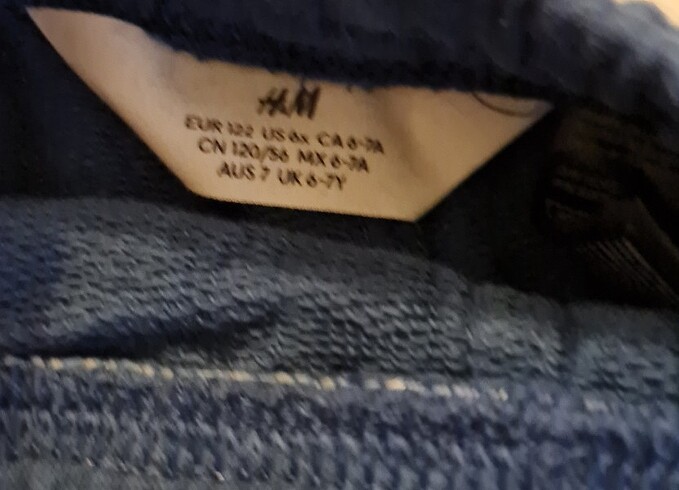 H&M
EUR 122 US 6x CA 6-7A
CN 120/56 MX 6-7A
AUS 7 UK 6-7Y